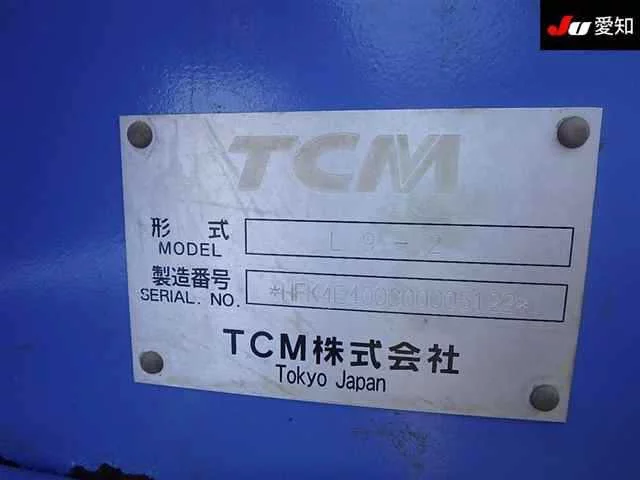 JU 愛知
TCM
形式 L9-2
MODEL
製造番号
SERIAL. NO.
TCM株式会社
Tokyo Japan